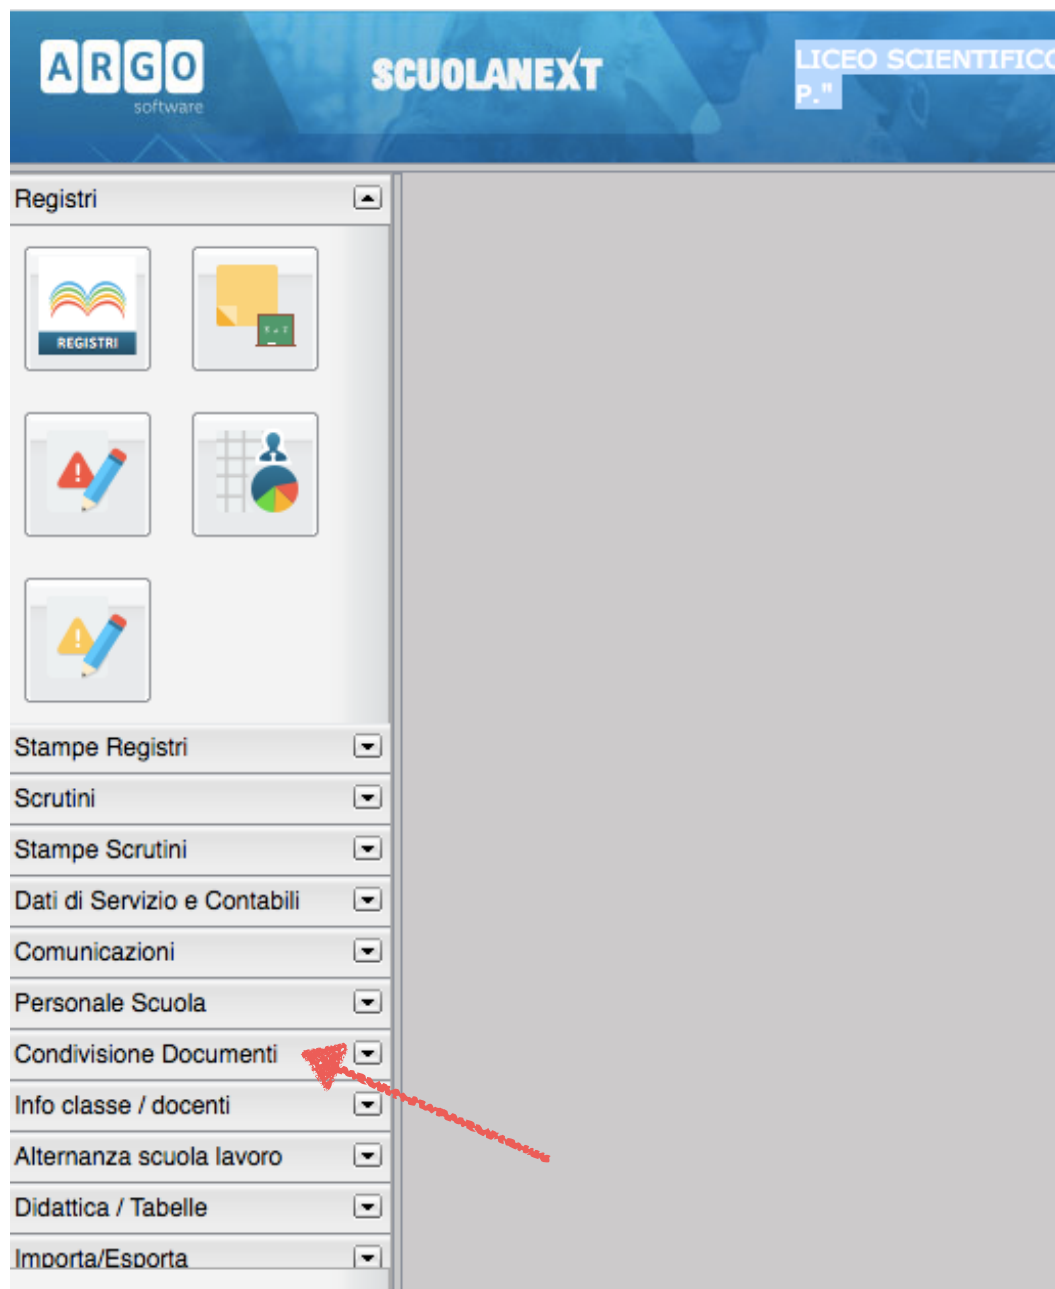 ARGO
software
SCUOLANEXT
LICEO SCIENTIFICO
P."
Registri
REGISTRI
Stampe Registri
Scrutini
Stampe Scrutini
Dati di Servizio e Contabili
Comunicazioni
Personale Scuola
Condivisione Documenti
Info classe / docenti
Alternanza scuola lavoro
Didattica / Tabelle
Importa/Esporta